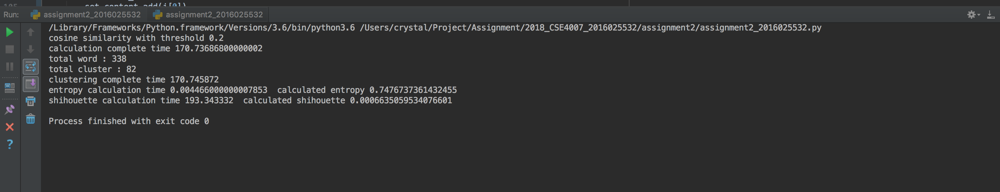 105 set_content.add(i[0])
Run: assignment2_2016025532 assignment2_2016025532
/Library/Frameworks/Python.framework/Versions/3.6/bin/python3.6 /Users/crystal/Project/Assignment/2018_CSE4007_2016025532/assignment2/assignment2_2016025532.py
cosine similarity with threshold 0.2
calculation complete time 170.73686800000002
total word : 338
total cluster : 82
clustering complete time 170.745872
entropy calculation time 0.004466000000007853  calculated entropy 0.7476737361432455
shihouette calculation time 193.343332  calculated shihouette 0.0006635059534076601
Process finished with exit code 0